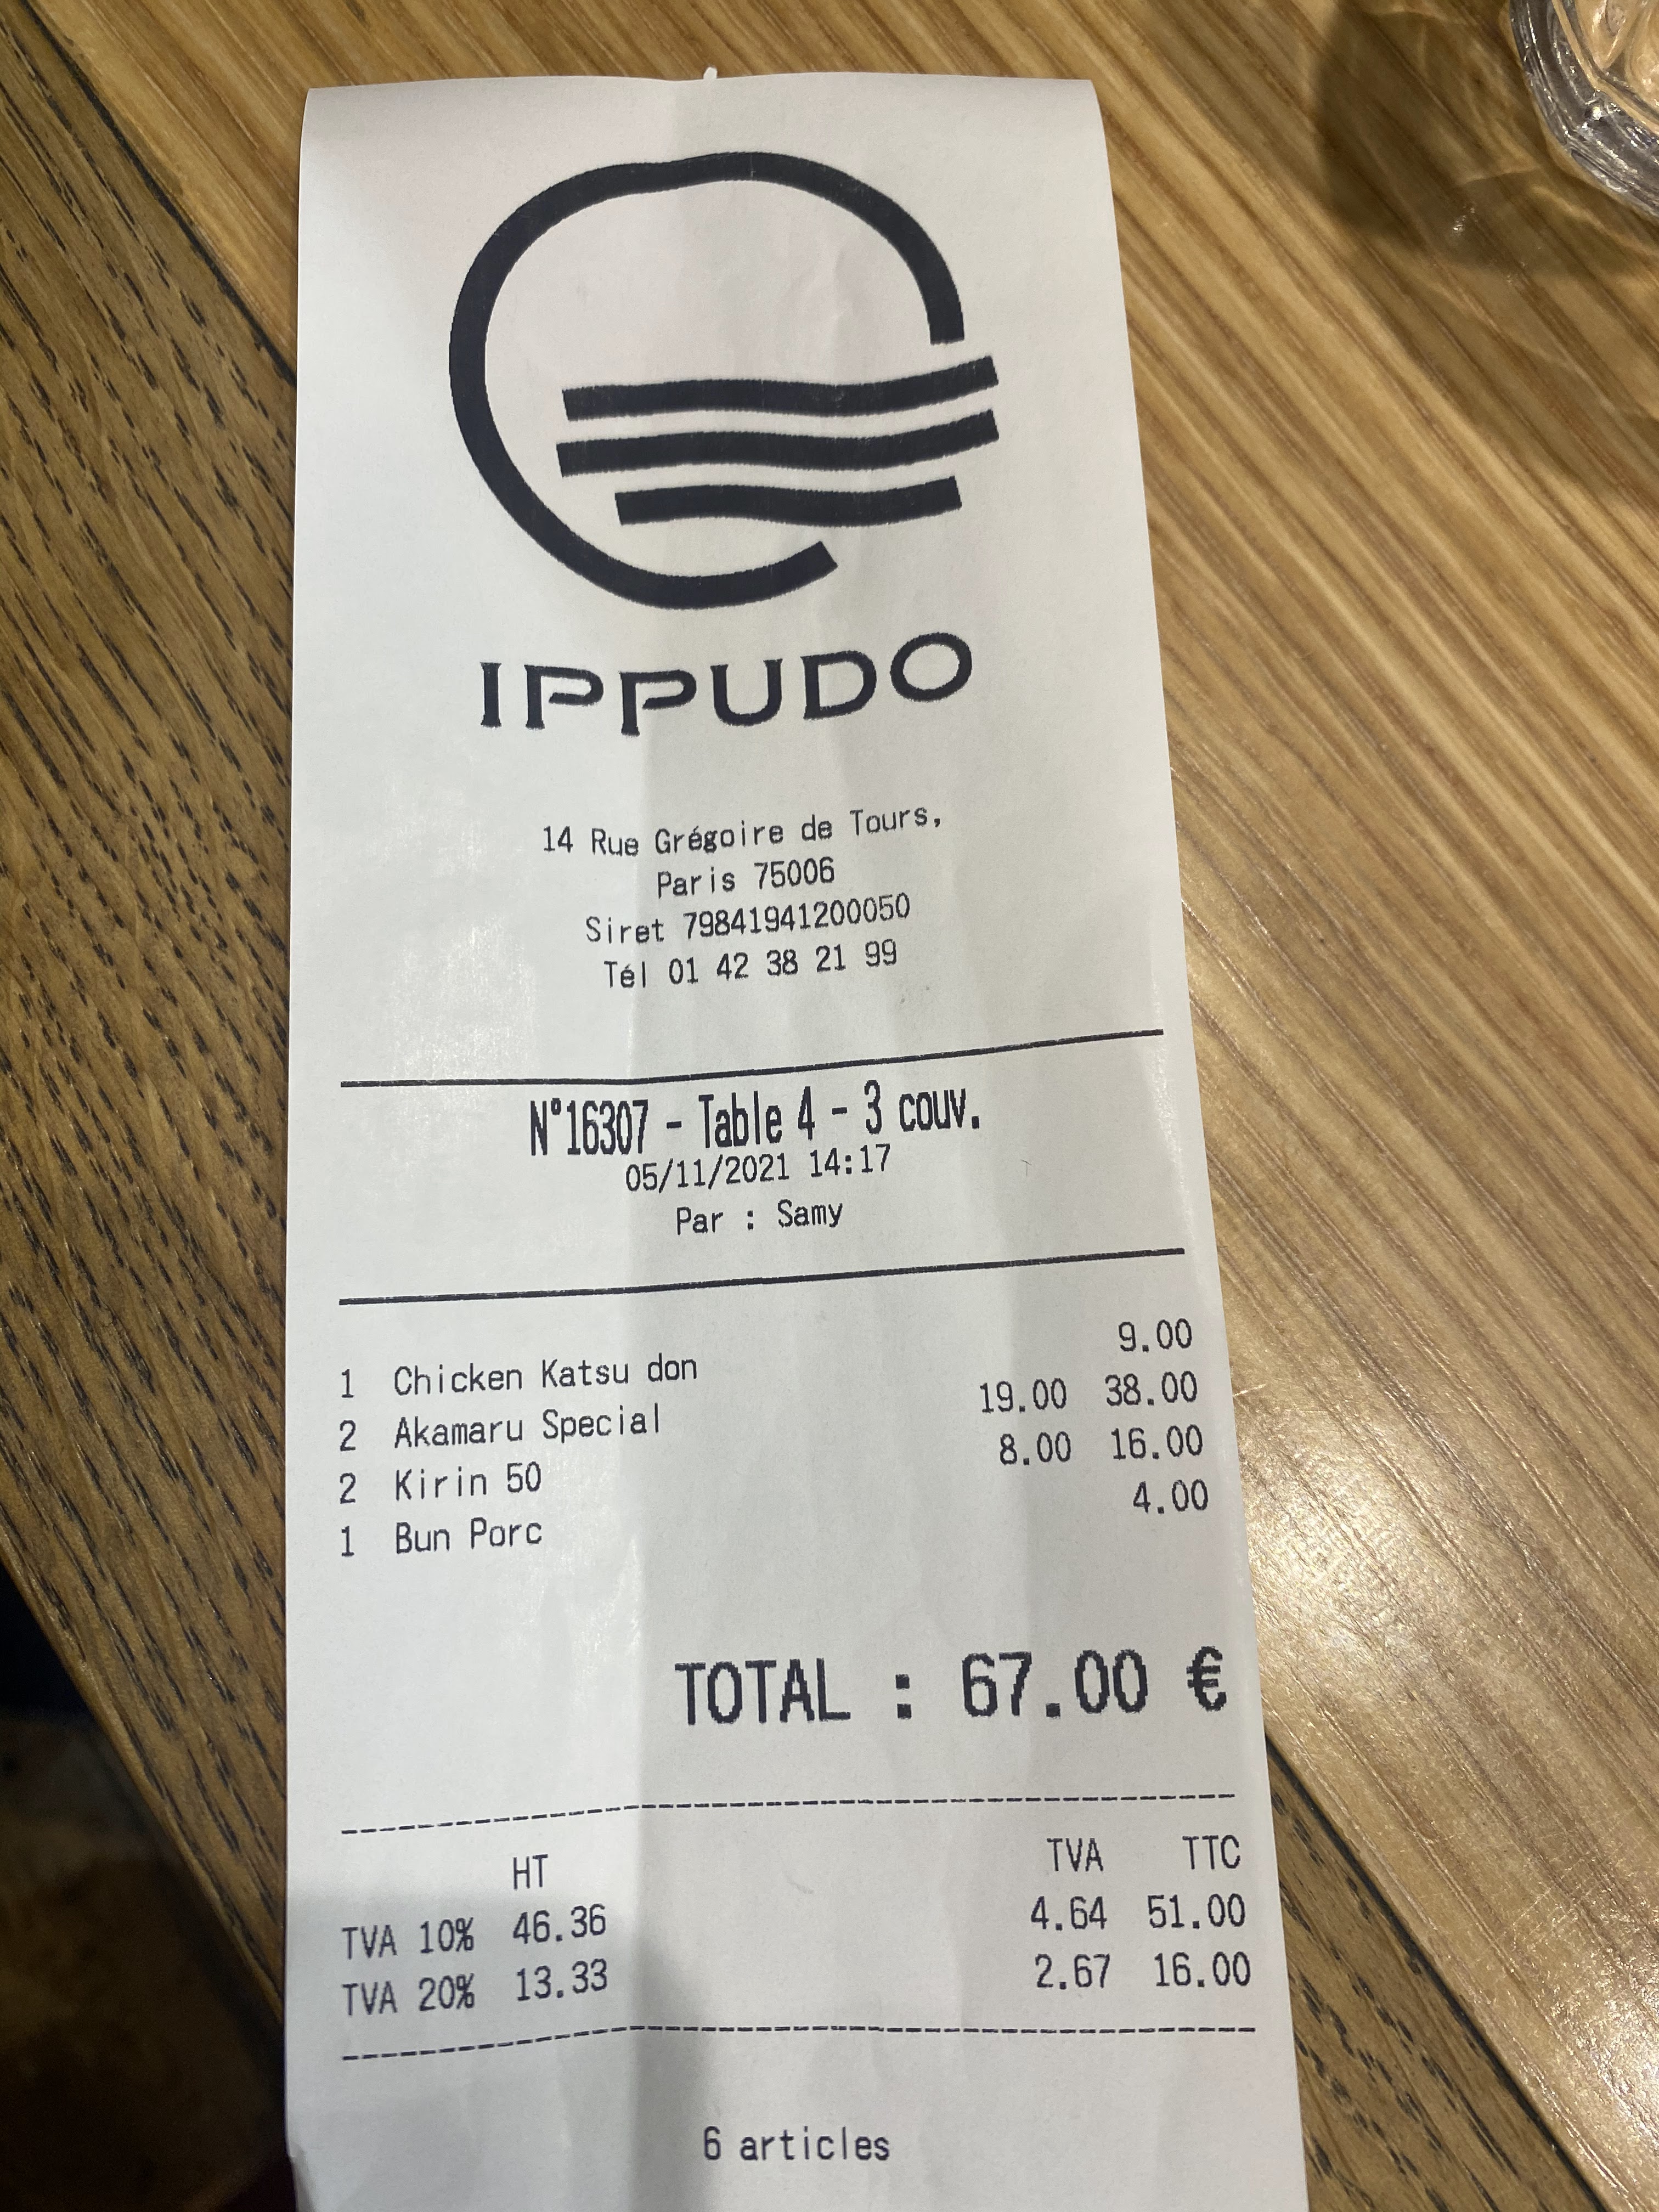 IPPUDO
14 Rue Grégoire de Tours,
Paris 75006
Siret 79841941200050
Tél 01 42 38 21 99
N°16307 - Table 4 - 3 couv.
05/11/2021 14:17
Par : Samy
1 Chicken Katsu don 9.00
2 Akamaru Special 19.00 38.00
2 Kirin 50 8.00 16.00
1 Bun Porc 4.00
TOTAL : 67.00 €
HT TVA TTC
TVA 10% 46.36 4.64 51.00
TVA 20% 13.33 2.67 16.00
6 articles